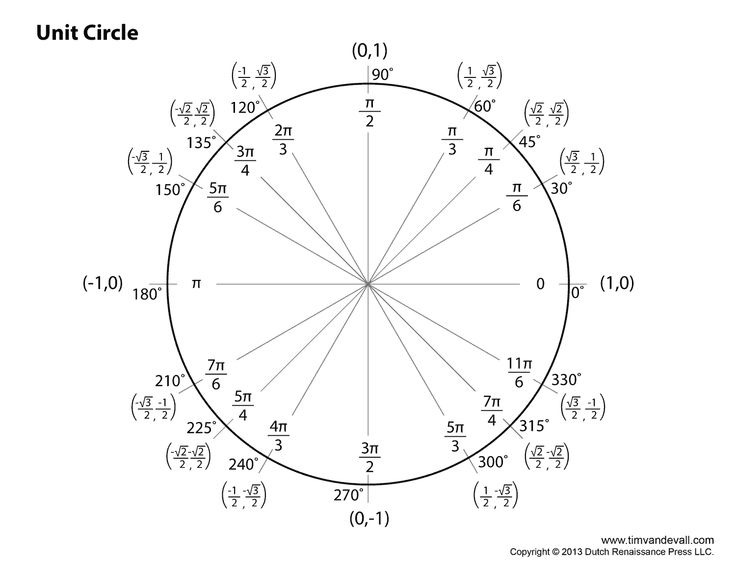 Unit Circle
(0,1)
90°
π/2
(1/2, √3/2)
60°
π/3
(√2/2, √2/2)
45°
π/4
(√3/2, 1/2)
30°
π/6
(-1/2, √3/2)
120°
2π/3
(-√2/2, √2/2)
135°
3π/4
(-√3/2, 1/2)
150°
5π/6
(-1,0)
180°
π
0
0°
(1,0)
7π/6
210°
(-√3/2, -1/2)
5π/4
225°
(-√2/2, -√2/2)
4π/3
240°
(-1/2, -√3/2)
3π/2
270°
(0,-1)
5π/3
300°
(1/2, -√3/2)
7π/4
315°
(√2/2, -√2/2)
11π/6
330°
(√3/2, -1/2)
www.timvandevall.com
Copyright © 2013 Dutch Renaissance Press LLC.